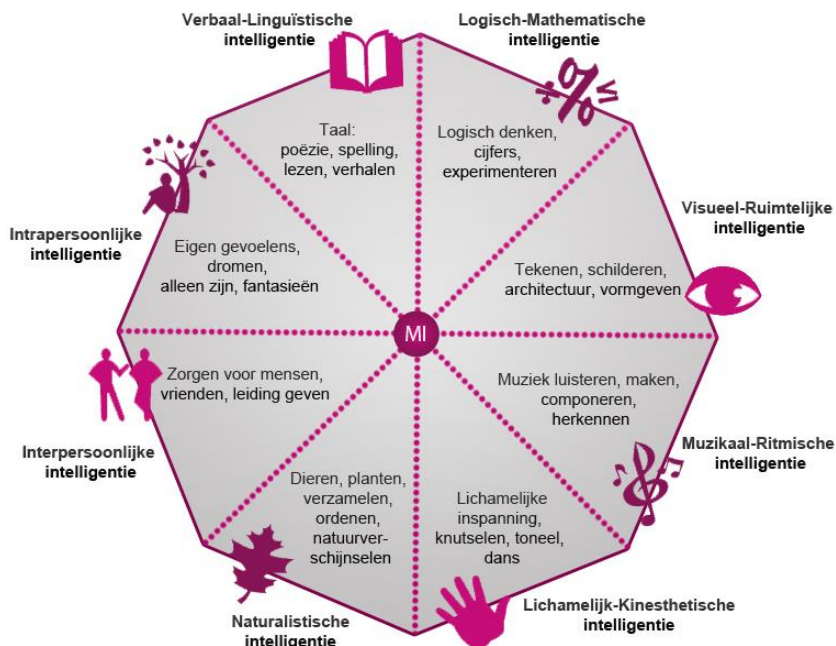 Verbaal-Linguïstische
intelligentie
Logisch-Mathematische
intelligentie
Taal:
poëzie, spelling,
lezen, verhalen
Logisch denken,
cijfers,
experimenteren
Visueel-Ruimtelijke
intelligentie
Tekenen, schilderen,
architectuur, vormgeven
Intrapersoonlijke
intelligentie
Eigen gevoelens,
dromen,
alleen zijn, fantasieën
MI
Zorgen voor mensen,
vrienden, leiding geven
Muziek luisteren, maken,
componeren,
herkennen
Interpersoonlijke
intelligentie
Muzikaal-Ritmische
intelligentie
Dieren, planten,
verzamelen,
ordenen,
natuurver-
schijnselen
Lichamelijke
inspanning,
knutselen, toneel,
dans
Naturalistische
intelligentie
Lichamelijk-Kinesthetische
intelligentie